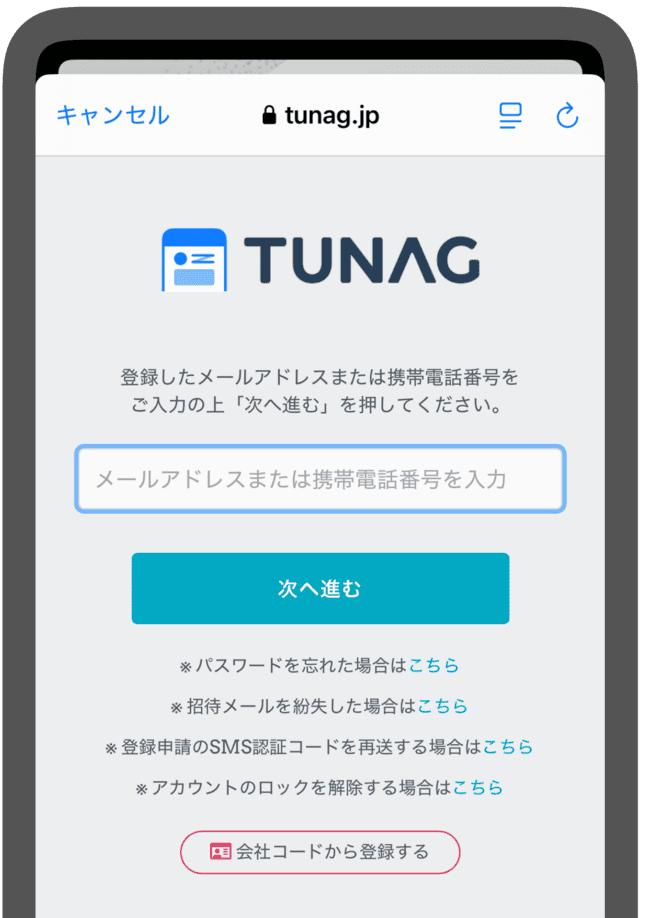 キャンセル
tunag.jp
TUNAG
登録したメールアドレスまたは携帯電話番号を
ご入力の上「次へ進む」を押してください。
メールアドレスまたは携帯電話番号を入力
次へ進む
※ パスワードを忘れた場合はこちら
※ 招待メールを紛失した場合はこちら
※ 登録申請のSMS認証コードを再送する場合はこちら
※ アカウントのロックを解除する場合はこちら
会社コードから登録する